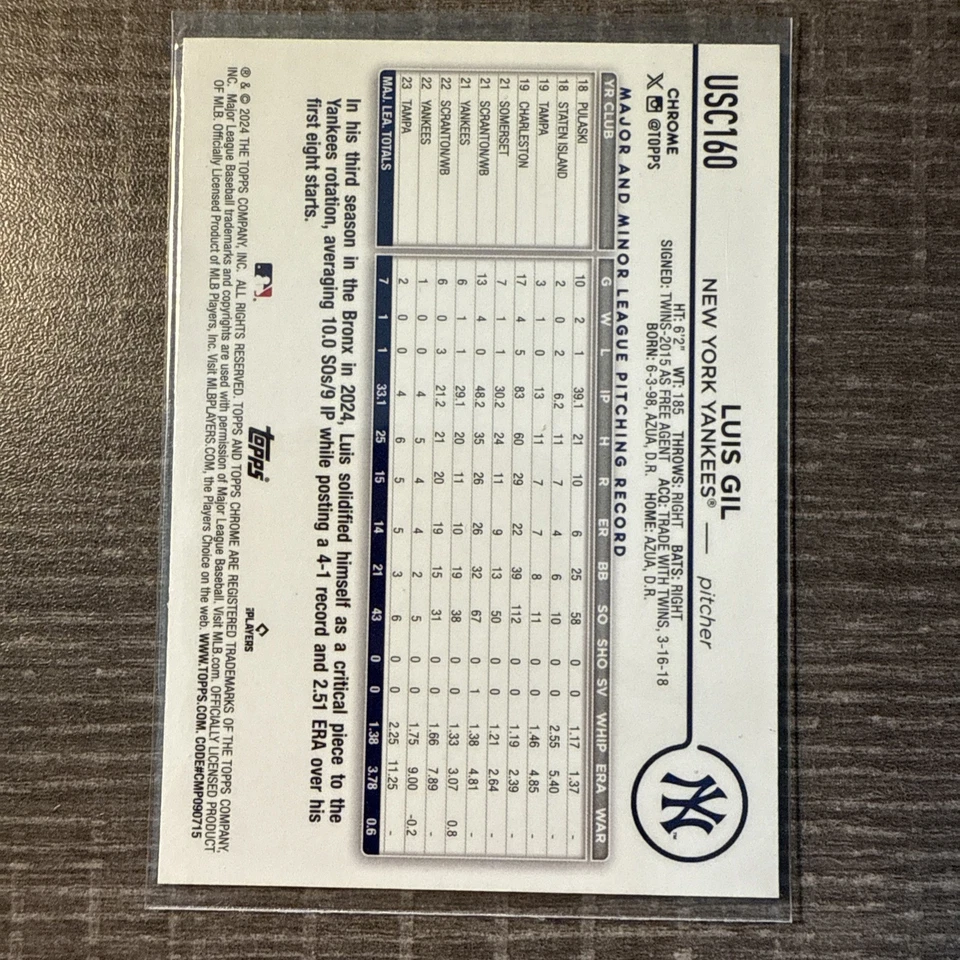 USC160
CHROME
@TOPPS
LUIS GIL
NEW YORK YANKEES® — pitcher
HT: 6'2" WT: 185 THROWS: RIGHT BATS: RIGHT
SIGNED: TWINS-2015 AS FREE AGENT ACQ: TRADE WITH TWINS, 3-16-18
BORN: 6-3-98, AZUA, D.R. HOME: AZUA, D.R.
NY™
MAJOR AND MINOR LEAGUE PITCHING RECORD
YR CLUB G W L IP H R ER BB SO SHO SV WHIP ERA WAR
18 PULASKI 10 2 1 39.1 21 10 6 25 58 0 0 1.17 1.37 -
18 STATEN ISLAND 2 0 2 6.2 11 7 4 6 10 0 0 2.55 5.40 -
19 TAMPA 3 1 0 13 11 7 7 8 11 0 0 1.46 4.85 -
19 CHARLESTON 17 4 5 83 60 29 22 39 112 0 0 1.19 2.39 -
21 SOMERSET 7 1 1 30.2 24 11 9 13 50 0 0 1.21 2.64 -
21 SCRANTON/WB 13 4 0 48.2 35 26 26 32 67 0 1 1.38 4.81 -
21 YANKEES 6 1 1 29.1 20 11 10 19 38 0 0 1.33 3.07 0.8
22 SCRANTON/WB 6 0 3 21.2 21 20 19 15 31 0 0 1.66 7.89 -
22 YANKEES 1 0 0 4 5 4 4 2 5 0 0 1.75 9.00 -0.2
23 TAMPA 2 0 0 4 6 5 5 3 6 0 0 2.25 11.25 -
MAJ. LEA. TOTALS 7 1 1 33.1 25 15 14 21 43 0 0 1.38 3.78 0.6
In his third season in the Bronx in 2024, Luis solidified himself as a critical piece to the
Yankees rotation, averaging 10.0 SOs/9 IP while posting a 4-1 record and 2.51 ERA over his
first eight starts.
topps®
PLAYERS
® & © 2024 THE TOPPS COMPANY, INC. ALL RIGHTS RESERVED. TOPPS AND TOPPS CHROME ARE REGISTERED TRADEMARKS OF THE TOPPS COMPANY,
INC. Major League Baseball trademarks and copyrights are used with permission of Major League Baseball. Visit MLB.com. OFFICIALLY LICENSED PRODUCT
OF MLB. Officially Licensed Product of MLB Players, Inc. Visit MLBPLAYERS.COM, the Players Choice on the web. WWW.TOPPS.COM. CODE#CMP090715